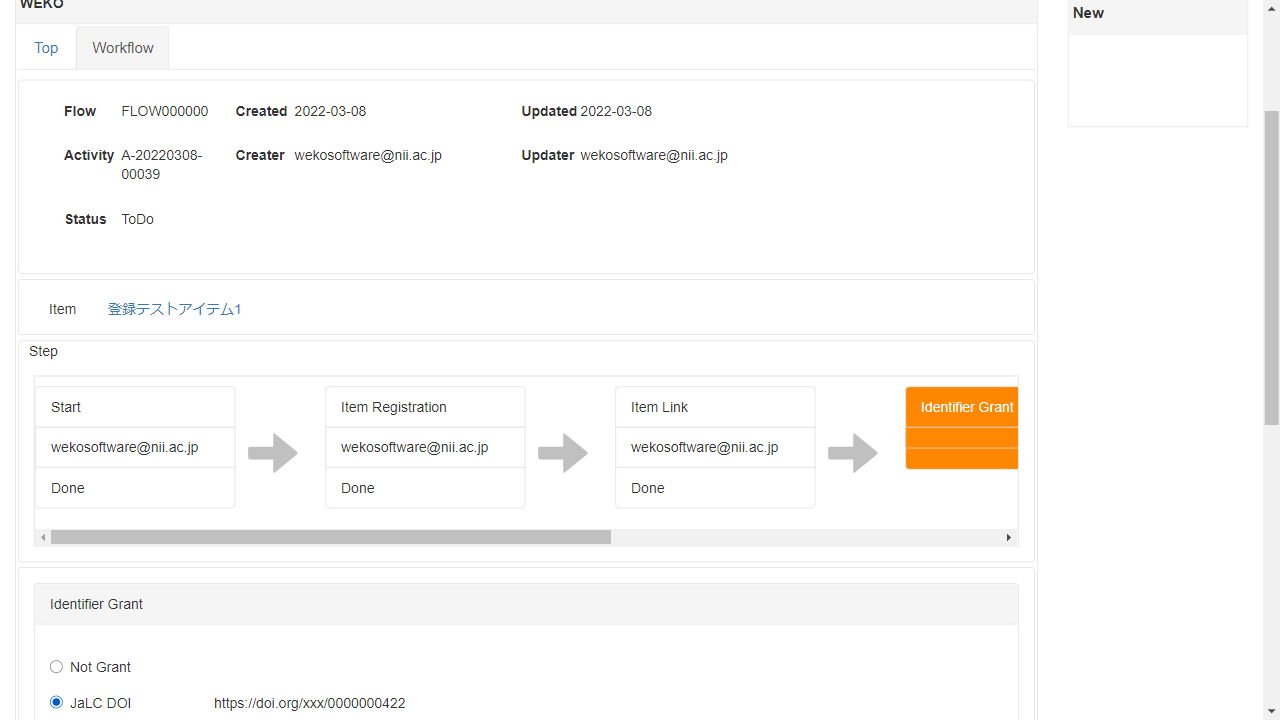 WEKO
New
Top Workflow
Flow FLOW000000 Created 2022-03-08 Updated 2022-03-08
Activity A-20220308-00039 Creater wekosoftware@nii.ac.jp Updater wekosoftware@nii.ac.jp
Status ToDo
Item 登録テストアイテム1
Step
Start Item Registration Item Link Identifier Grant
wekosoftware@nii.ac.jp wekosoftware@nii.ac.jp wekosoftware@nii.ac.jp
Done Done Done
Identifier Grant
Not Grant
JaLC DOI https://doi.org/xxx/0000000422